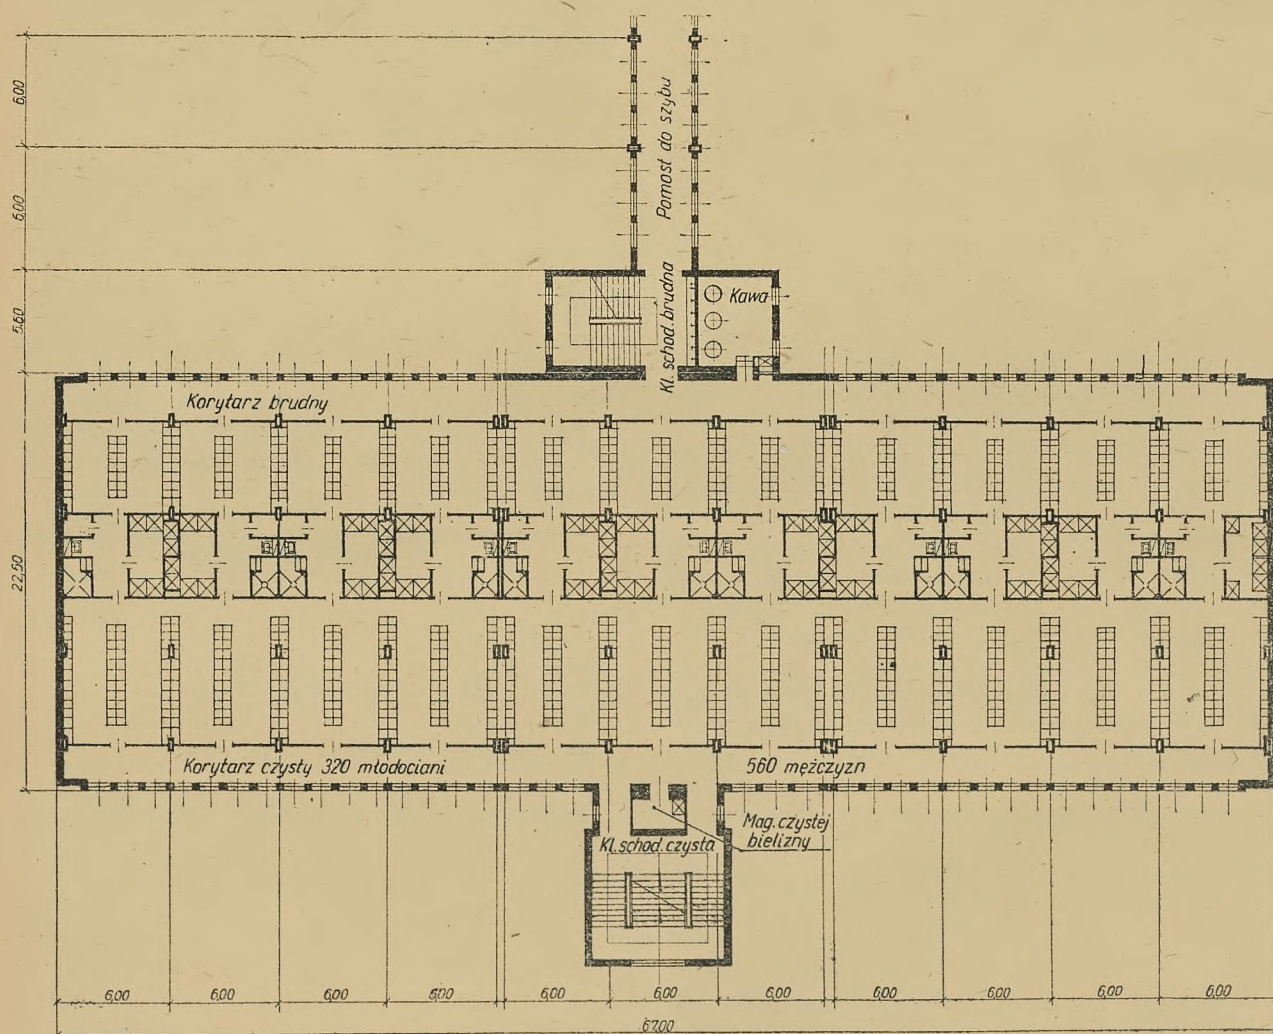 6,00
6,00
5,60
22,50
Pomost do szybu
Kl. schod. brudna
Kawa
Korytarz brudny
Korytarz czysty 320 młodociani
560 mężczyzn
Mag. czystej
bielizny
Kl. schod. czysta
6,00 6,00 6,00 6,00 6,00 6,00 6,00 6,00 6,00 6,00 6,00
67,00